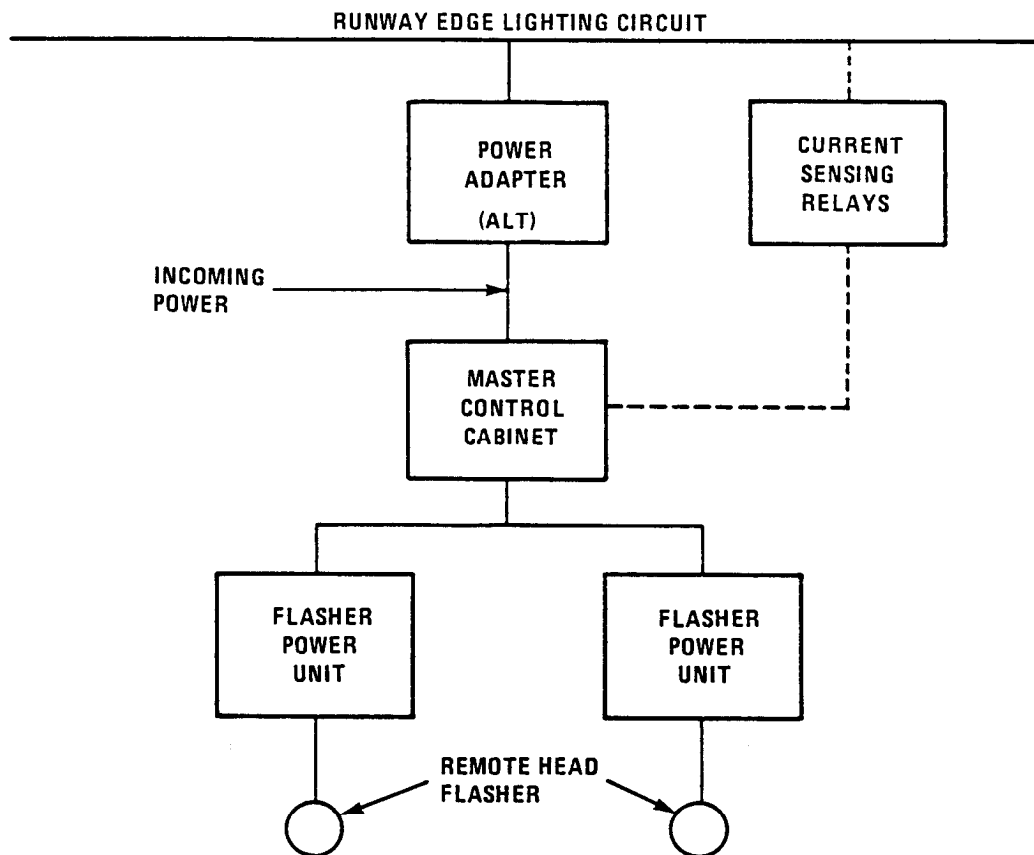 RUNWAY EDGE LIGHTING CIRCUIT
POWER
ADAPTER
(ALT)
CURRENT
SENSING
RELAYS
INCOMING
POWER
MASTER
CONTROL
CABINET
FLASHER
POWER
UNIT
FLASHER
POWER
UNIT
REMOTE HEAD
FLASHER